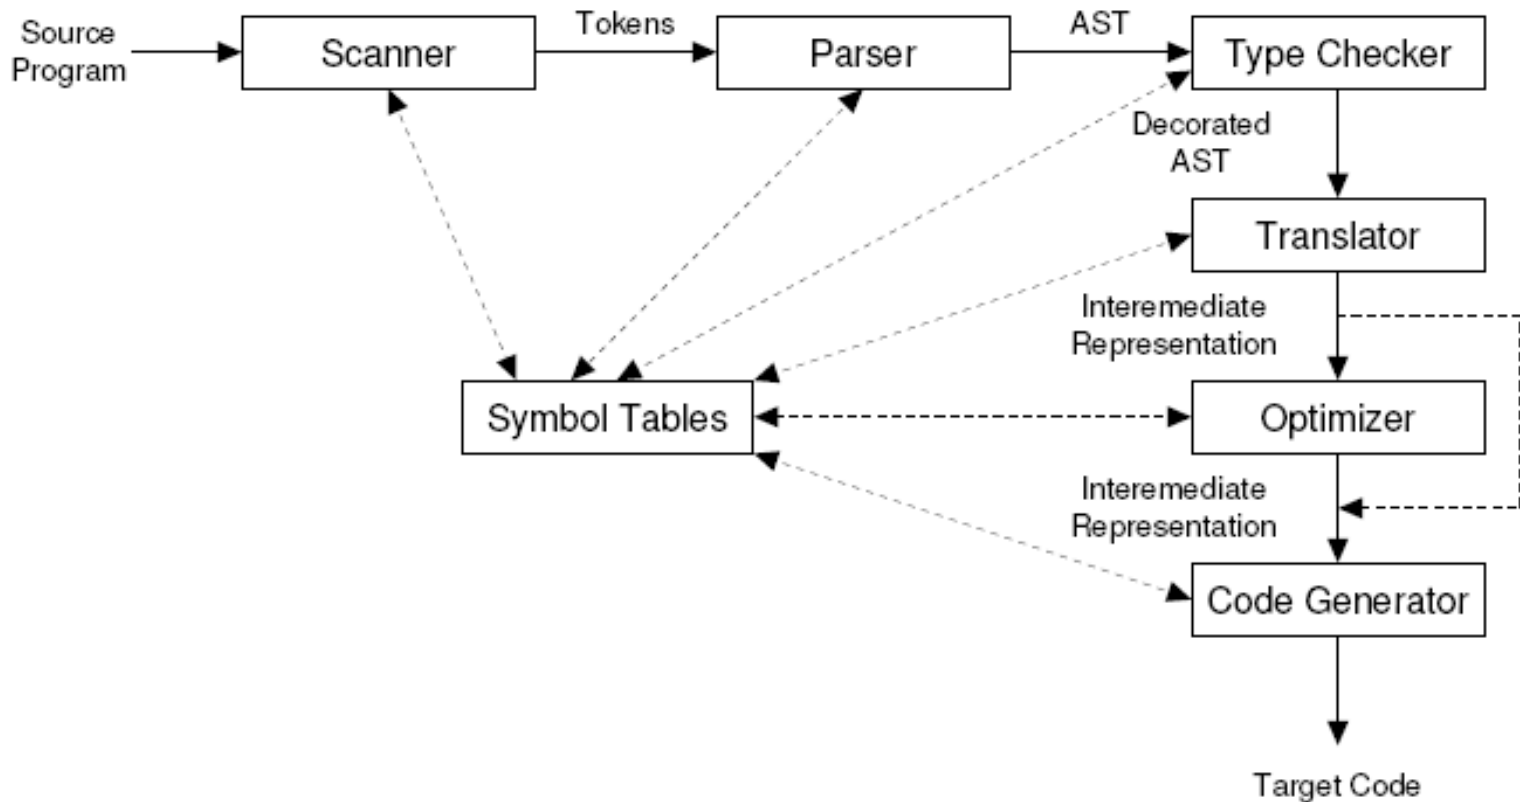 Source
Program
Scanner
Tokens
Parser
AST
Type Checker
Decorated
AST
Translator
Interemediate
Representation
Symbol Tables
Optimizer
Interemediate
Representation
Code Generator
Target Code